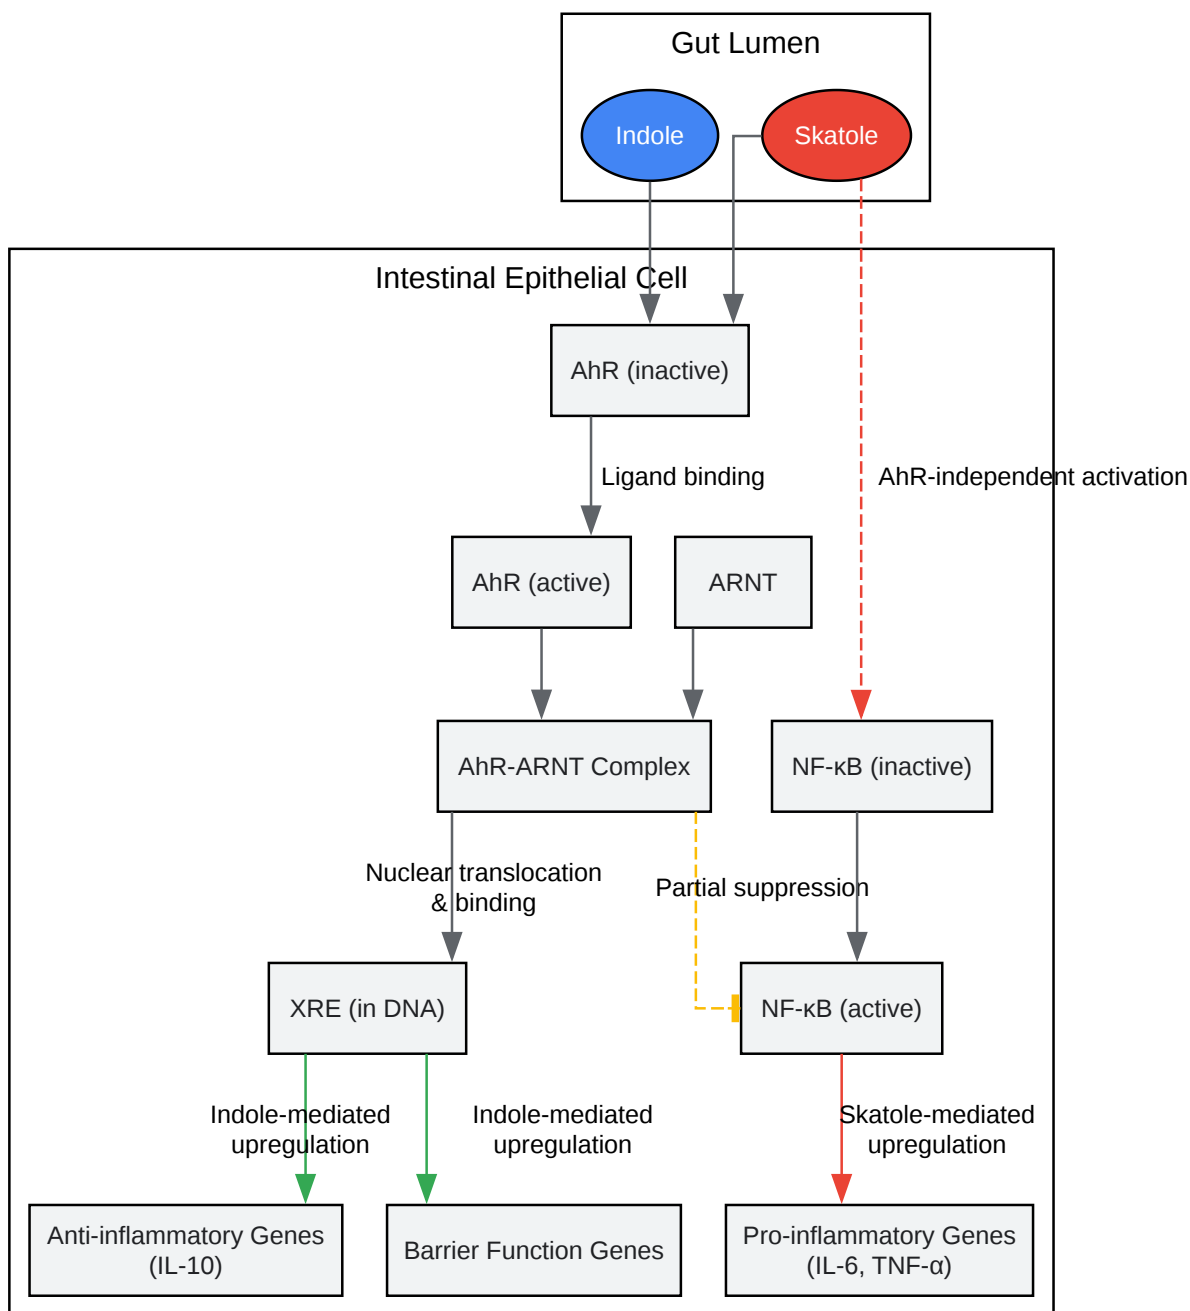 Gut Lumen
Indole
Skatole
Intestinal Epithelial Cell
AhR (inactive)
Ligand binding
AhR-independent activation
AhR (active)
ARNT
AhR-ARNT Complex
NF-κB (inactive)
Nuclear translocation
& binding
Partial suppression
XRE (in DNA)
NF-κB (active)
Indole-mediated
upregulation
Indole-mediated
upregulation
Skatole-mediated
upregulation
Anti-inflammatory Genes
(IL-10)
Barrier Function Genes
Pro-inflammatory Genes
(IL-6, TNF-α)